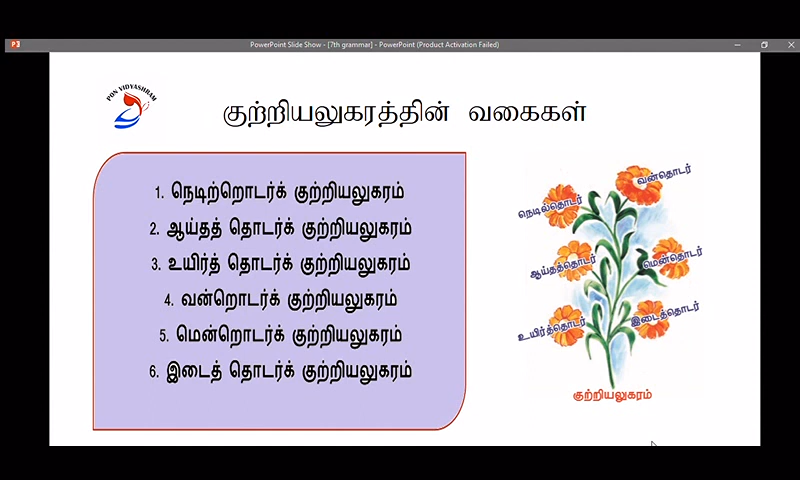 PowerPoint Slide Show - [7th grammar] - PowerPoint (Product Activation Failed)
PON VIDYASHRAM
குற்றியலுகரத்தின் வகைகள்
1. நெடிற்றொடர்க் குற்றியலுகரம்
2. ஆய்தத் தொடர்க் குற்றியலுகரம்
3. உயிர்த் தொடர்க் குற்றியலுகரம்
4. வன்றொடர்க் குற்றியலுகரம்
5. மென்றொடர்க் குற்றியலுகரம்
6. இடைத் தொடர்க் குற்றியலுகரம்
வன்தொடர்
நெடில்தொடர்
மென்தொடர்
ஆய்தத்தொடர்
இடைத்தொடர்
உயிர்த்தொடர்
குற்றியலுகரம்